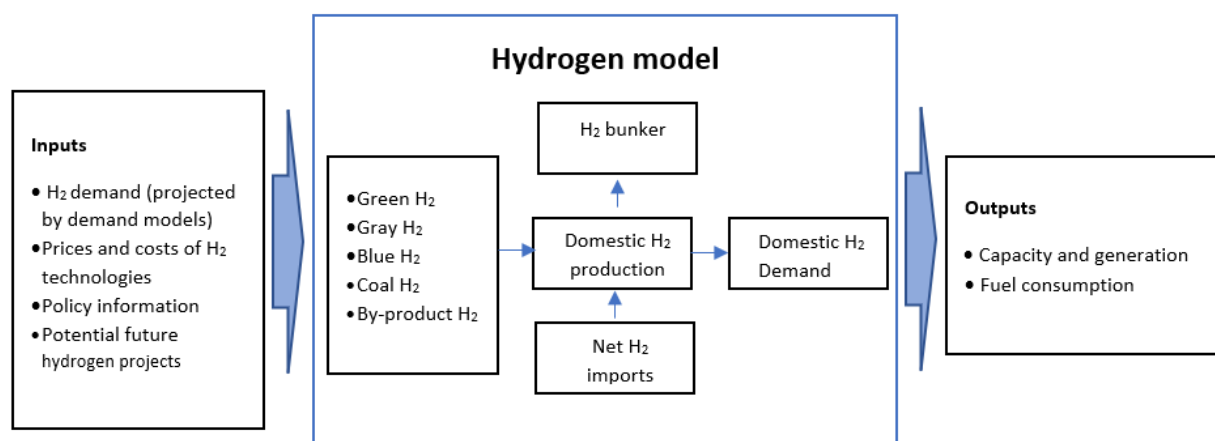 Hydrogen model
Inputs
• H₂ demand (projected
by demand models)
•Prices and costs of H₂
technologies
•Policy information
•Potential future
hydrogen projects
•Green H₂
•Gray H₂
•Blue H₂
•Coal H₂
•By-product H₂
H₂ bunker
Domestic H₂
production
Net H₂
imports
Domestic H₂
Demand
Outputs
• Capacity and generation
• Fuel consumption